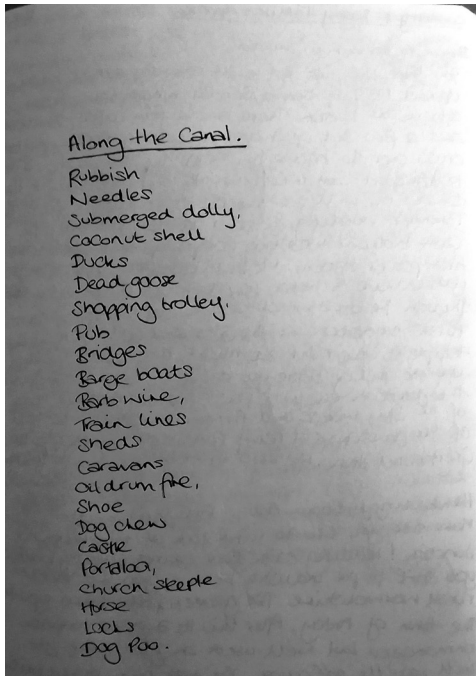 Along the Canal.
Rubbish
Needles
Submerged dolly,
Coconut shell
Ducks
Dead goose
Shopping trolley,
Pub
Bridges
Barge boats
Barb wire,
Train lines
Sheds
Caravans
Oil drum fire,
Shoe
Dog chew
Castle
Portaloo,
Church steeple
Horse
Locks
Dog Poo.